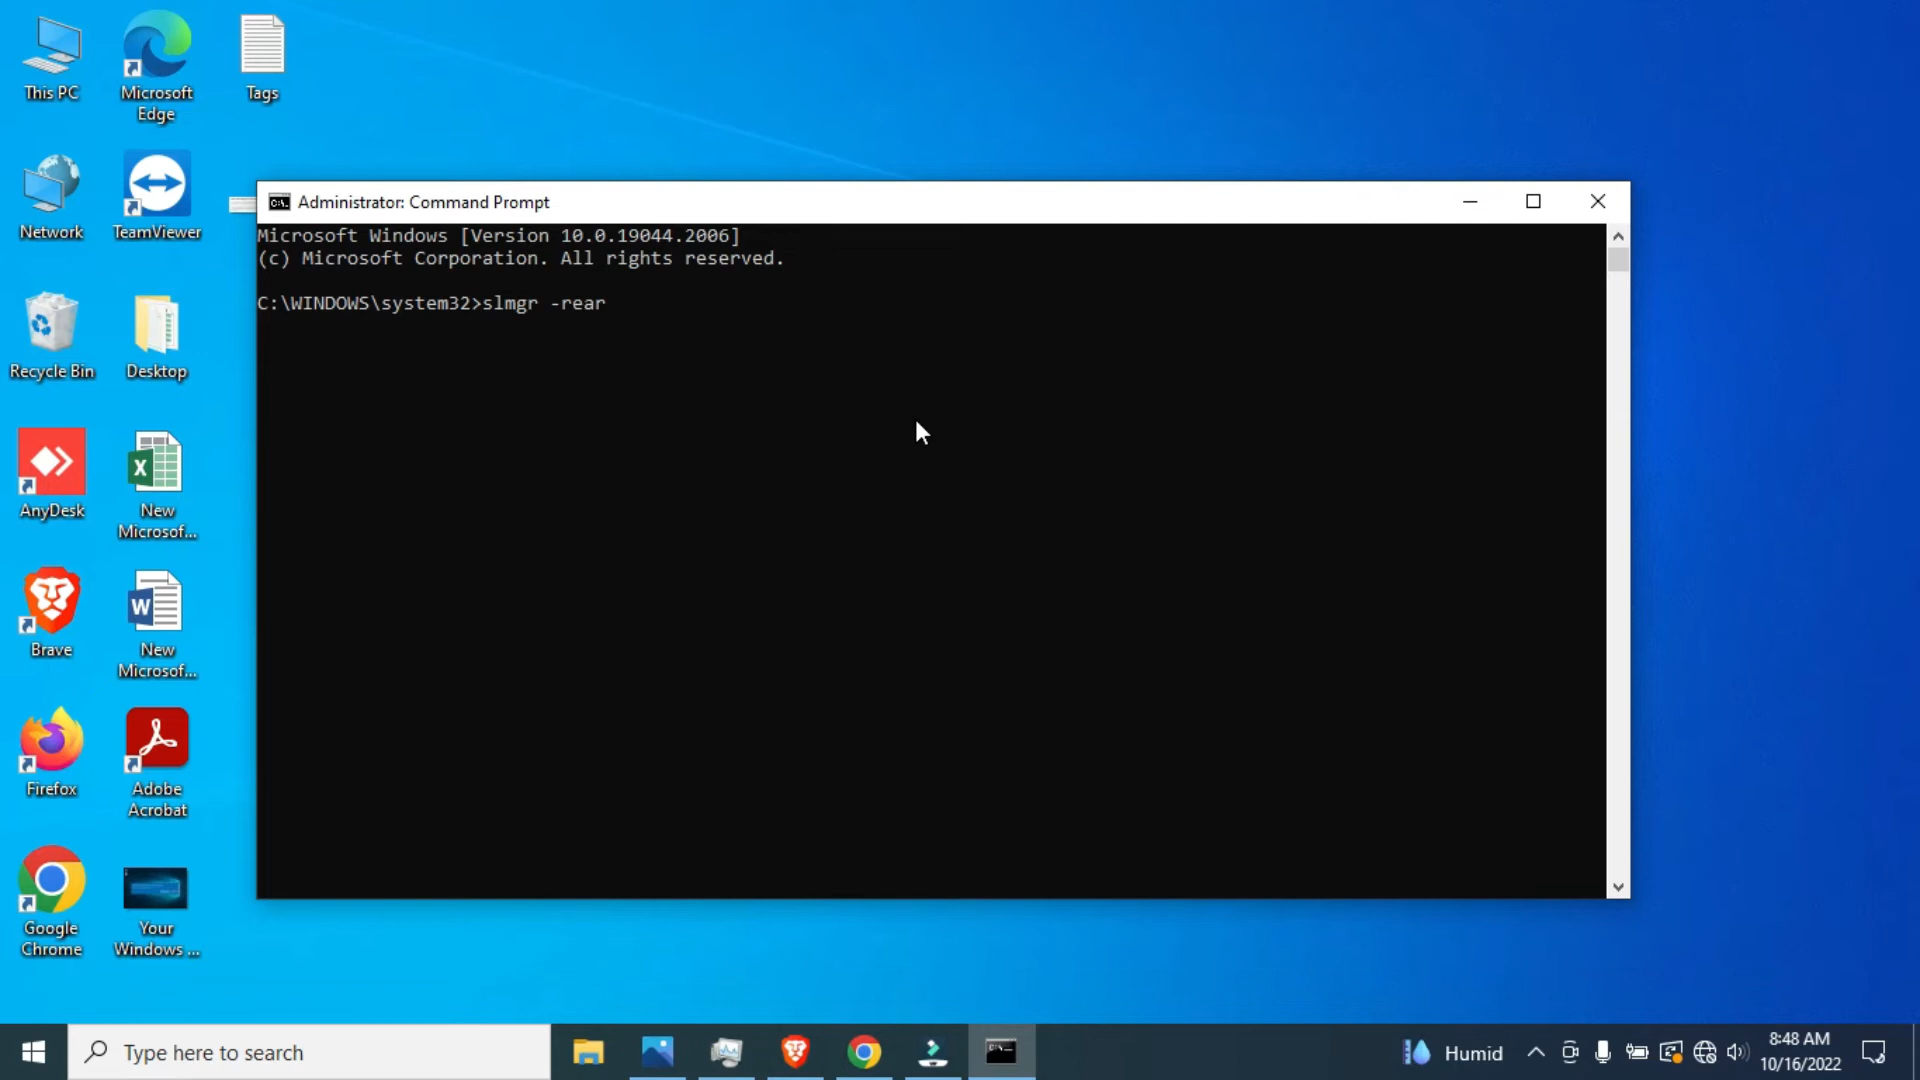 This PC
Microsoft
Edge
Tags
Network
TeamViewer
Recycle Bin
Desktop
AnyDesk
New
Microsof...
Brave
New
Microsof...
Firefox
Adobe
Acrobat
Google
Chrome
Your
Windows ...
Administrator: Command Prompt
Microsoft Windows [Version 10.0.19044.2006]
(c) Microsoft Corporation. All rights reserved.
C:\WINDOWS\system32>slmgr -rear
Type here to search
Humid
8:48 AM
10/16/2022